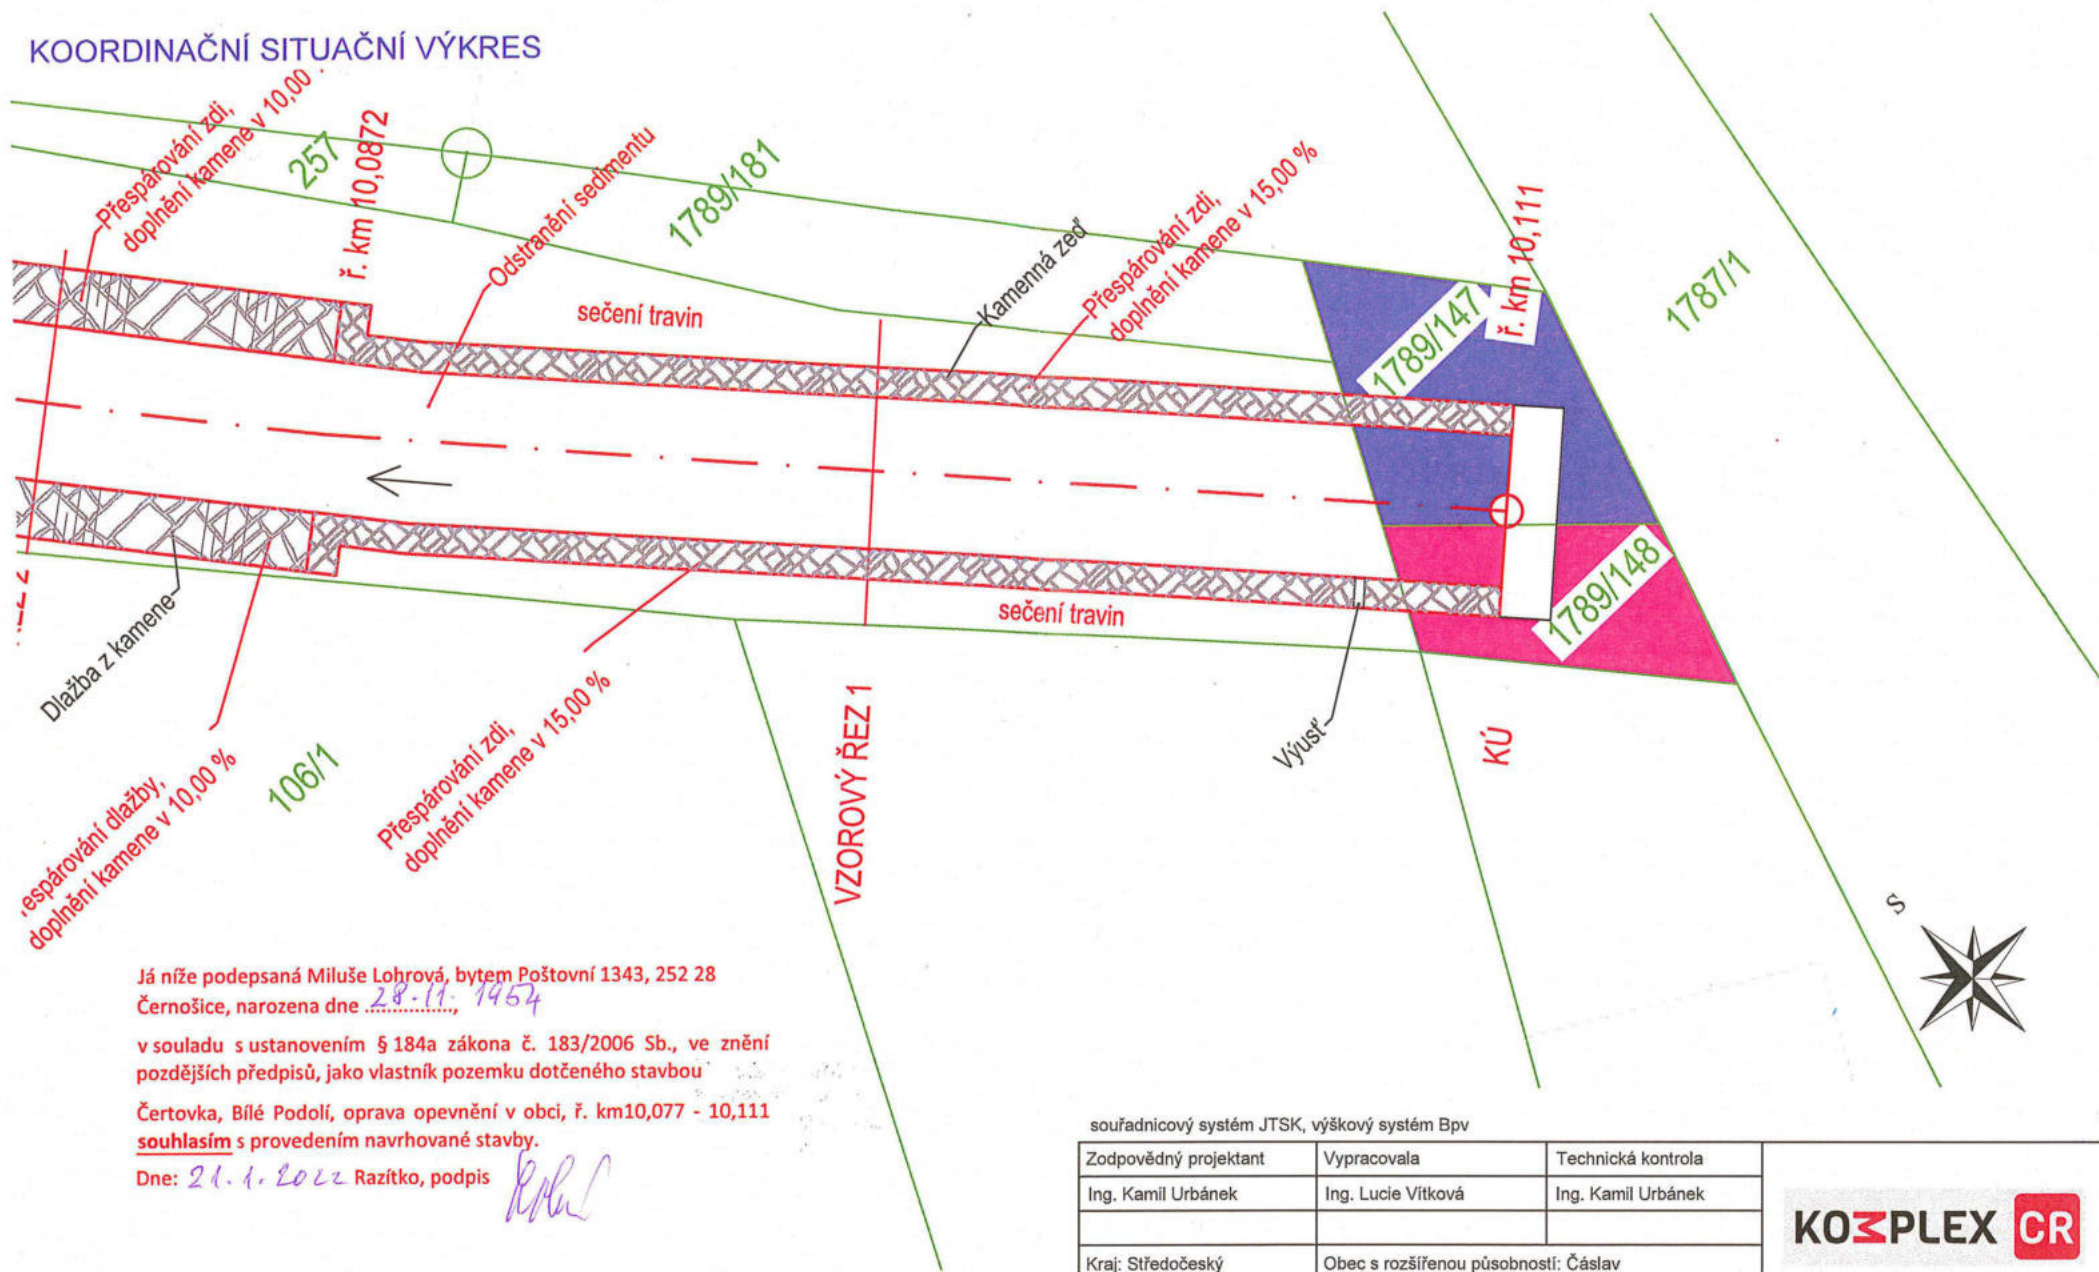 KOORDINAČNÍ SITUAČNÍ VÝKRES
Přespárování zdi,
doplnění kamene v 10,00
257
ř. km 10,0872
Odstranění sedimentu
1789/181
sečení travin
Kamenná zeď
Přespárování zdi,
doplnění kamene v 15,00 %
ř. km 10,111
1789/147
1787/1
1789/148
sečení travin
Dlažba z kamene
espárování dlažby,
doplnění kamene v 10,00 %
106/1
Přespárování zdi,
doplnění kamene v 15,00 %
VZOROVÝ ŘEZ 1
Výusť
KÚ
S
Já níže podepsaná Miluše Lohrová, bytem Poštovní 1343, 252 28
Černošice, narozena dne 28.11. 1954
v souladu s ustanovením § 184a zákona č. 183/2006 Sb., ve znění
pozdějších předpisů, jako vlastník pozemku dotčeného stavbou
Čertovka, Bílé Podolí, oprava opevnění v obci, ř. km10,077 - 10,111
souhlasím s provedením navrhované stavby.
Dne: 21.1.2022 Razítko, podpis
souřadnicový systém JTSK, výškový systém Bpv
Zodpovědný projektant Vypracovala Technická kontrola
Ing. Kamil Urbánek Ing. Lucie Vítková Ing. Kamil Urbánek
Kraj: Středočeský Obec s rozšířenou působností: Čáslav
KOMPLEX CR